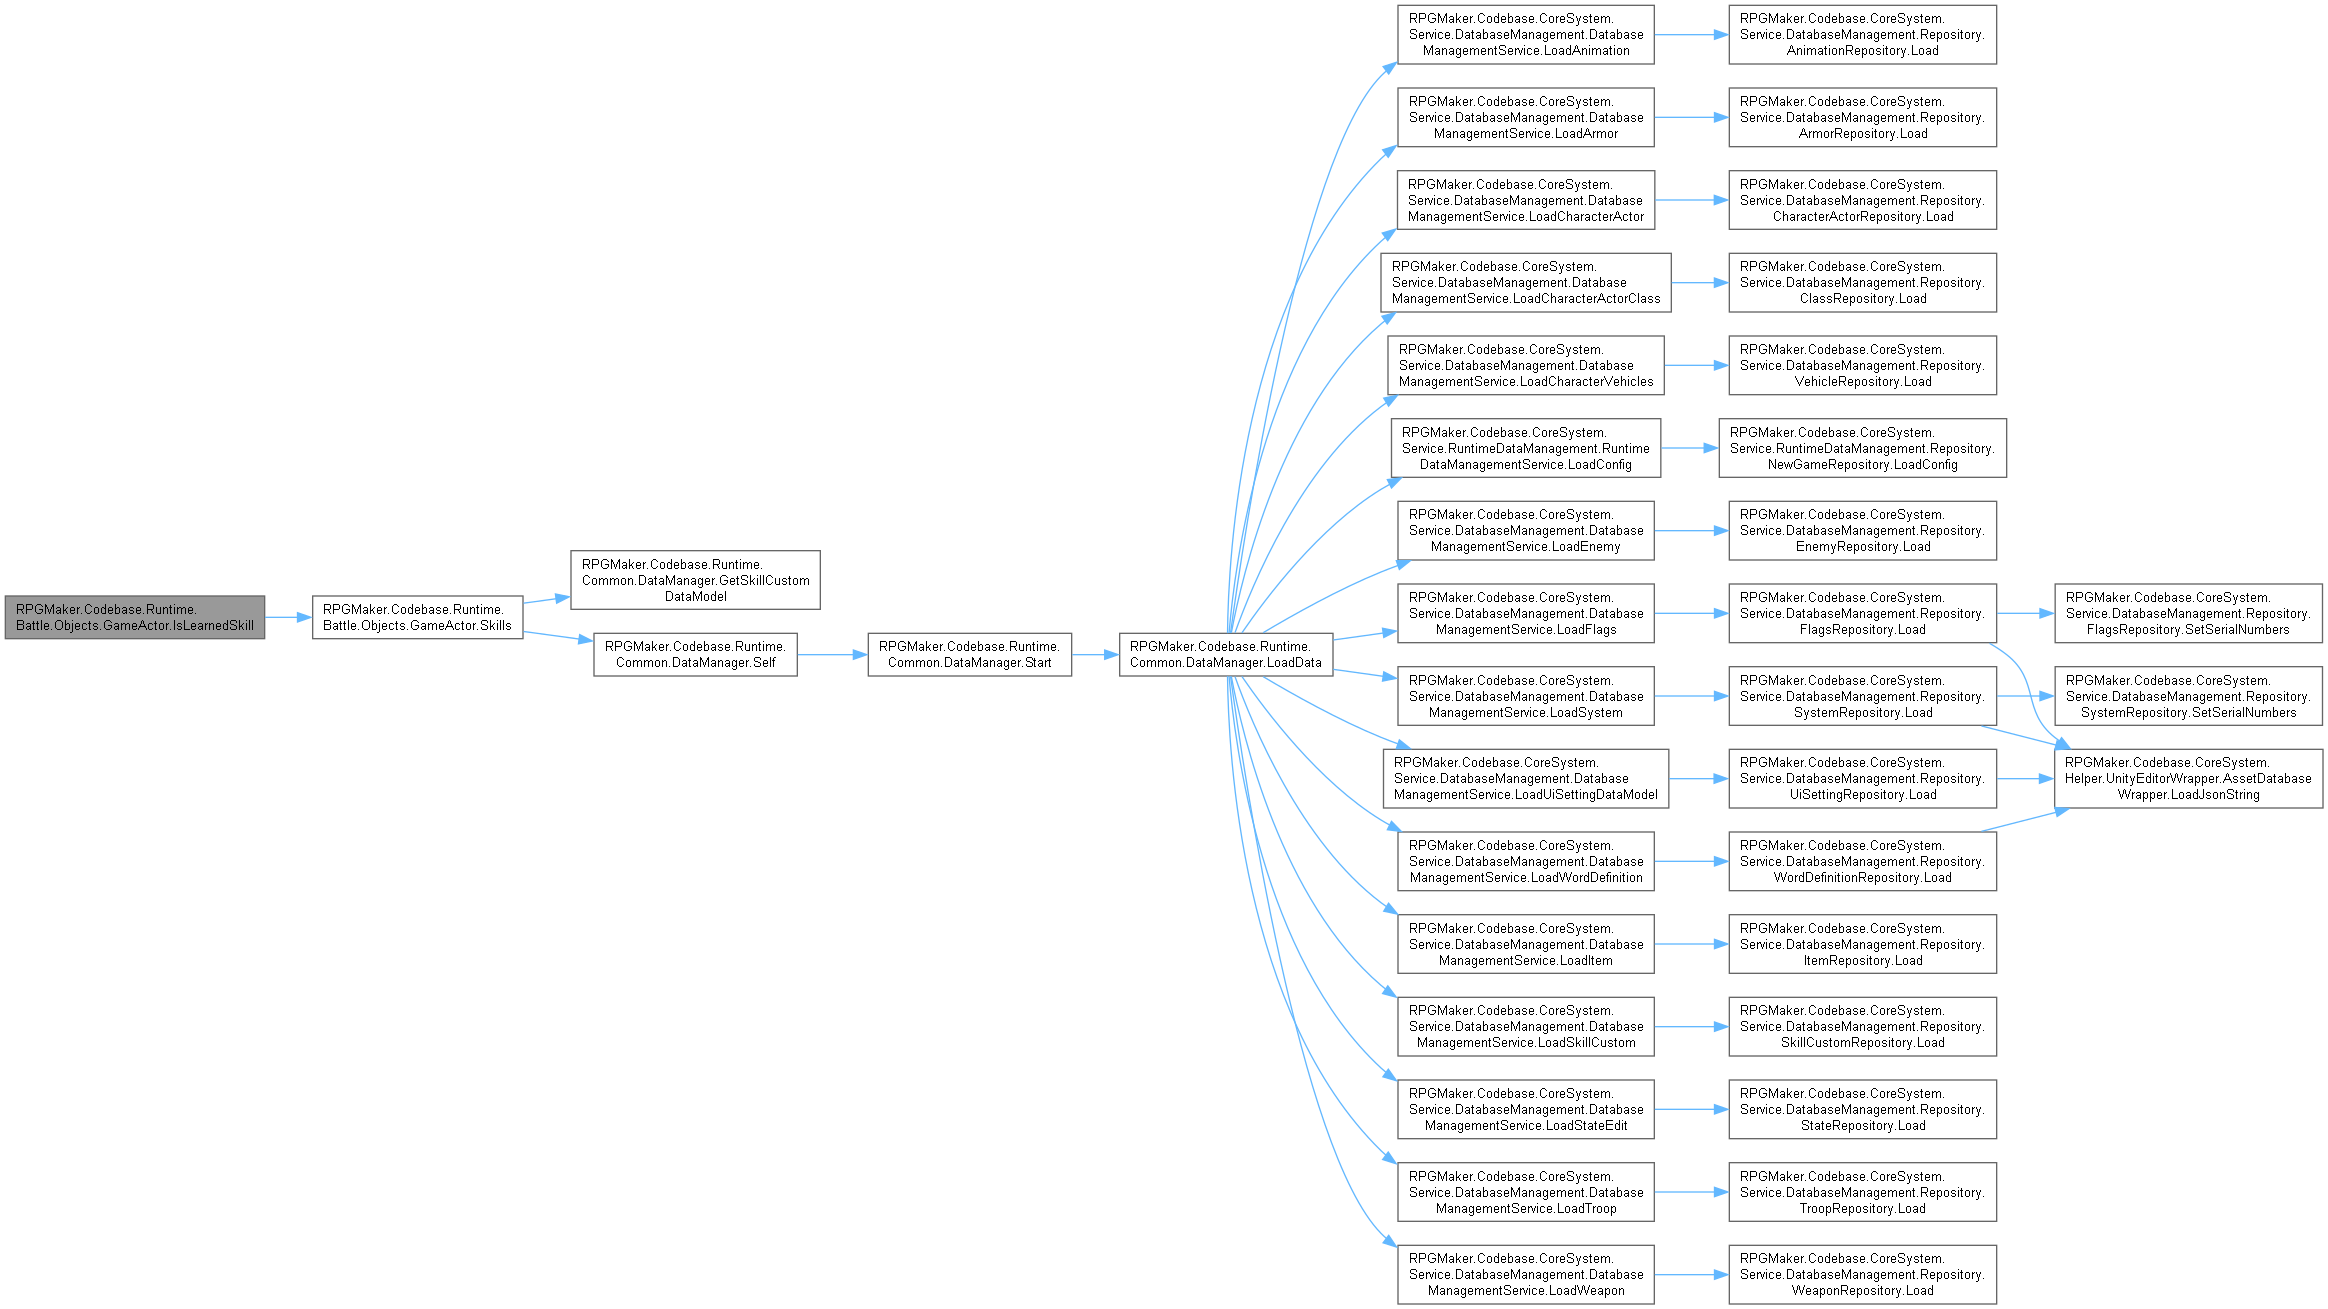 RPGMaker.Codebase.Runtime.
Battle.Objects.GameActor.IsLearnedSkill
RPGMaker.Codebase.Runtime.
Battle.Objects.GameActor.Skills
RPGMaker.Codebase.Runtime.
Common.DataManager.GetSkillCustom
DataModel
RPGMaker.Codebase.Runtime.
Common.DataManager.Self
RPGMaker.Codebase.Runtime.
Common.DataManager.Start
RPGMaker.Codebase.Runtime.
Common.DataManager.LoadData
RPGMaker.Codebase.CoreSystem.
Service.DatabaseManagement.Database
ManagementService.LoadAnimation
RPGMaker.Codebase.CoreSystem.
Service.DatabaseManagement.Repository.
AnimationRepository.Load
RPGMaker.Codebase.CoreSystem.
Service.DatabaseManagement.Database
ManagementService.LoadArmor
RPGMaker.Codebase.CoreSystem.
Service.DatabaseManagement.Repository.
ArmorRepository.Load
RPGMaker.Codebase.CoreSystem.
Service.DatabaseManagement.Database
ManagementService.LoadCharacterActor
RPGMaker.Codebase.CoreSystem.
Service.DatabaseManagement.Repository.
CharacterActorRepository.Load
RPGMaker.Codebase.CoreSystem.
Service.DatabaseManagement.Database
ManagementService.LoadCharacterActorClass
RPGMaker.Codebase.CoreSystem.
Service.DatabaseManagement.Repository.
ClassRepository.Load
RPGMaker.Codebase.CoreSystem.
Service.DatabaseManagement.Database
ManagementService.LoadCharacterVehicles
RPGMaker.Codebase.CoreSystem.
Service.DatabaseManagement.Repository.
VehicleRepository.Load
RPGMaker.Codebase.CoreSystem.
Service.RuntimeDataManagement.Runtime
DataManagementService.LoadConfig
RPGMaker.Codebase.CoreSystem.
Service.RuntimeDataManagement.Repository.
NewGameRepository.LoadConfig
RPGMaker.Codebase.CoreSystem.
Service.DatabaseManagement.Database
ManagementService.LoadEnemy
RPGMaker.Codebase.CoreSystem.
Service.DatabaseManagement.Repository.
EnemyRepository.Load
RPGMaker.Codebase.CoreSystem.
Service.DatabaseManagement.Database
ManagementService.LoadFlags
RPGMaker.Codebase.CoreSystem.
Service.DatabaseManagement.Repository.
FlagsRepository.Load
RPGMaker.Codebase.CoreSystem.
Service.DatabaseManagement.Repository.
FlagsRepository.SetSerialNumbers
RPGMaker.Codebase.CoreSystem.
Service.DatabaseManagement.Database
ManagementService.LoadSystem
RPGMaker.Codebase.CoreSystem.
Service.DatabaseManagement.Repository.
SystemRepository.Load
RPGMaker.Codebase.CoreSystem.
Service.DatabaseManagement.Repository.
SystemRepository.SetSerialNumbers
RPGMaker.Codebase.CoreSystem.
Service.DatabaseManagement.Database
ManagementService.LoadUiSettingDataModel
RPGMaker.Codebase.CoreSystem.
Service.DatabaseManagement.Repository.
UiSettingRepository.Load
RPGMaker.Codebase.CoreSystem.
Helper.UnityEditorWrapper.AssetDatabase
Wrapper.LoadJsonString
RPGMaker.Codebase.CoreSystem.
Service.DatabaseManagement.Database
ManagementService.LoadWordDefinition
RPGMaker.Codebase.CoreSystem.
Service.DatabaseManagement.Repository.
WordDefinitionRepository.Load
RPGMaker.Codebase.CoreSystem.
Service.DatabaseManagement.Database
ManagementService.LoadItem
RPGMaker.Codebase.CoreSystem.
Service.DatabaseManagement.Repository.
ItemRepository.Load
RPGMaker.Codebase.CoreSystem.
Service.DatabaseManagement.Database
ManagementService.LoadSkillCustom
RPGMaker.Codebase.CoreSystem.
Service.DatabaseManagement.Repository.
SkillCustomRepository.Load
RPGMaker.Codebase.CoreSystem.
Service.DatabaseManagement.Database
ManagementService.LoadStateEdit
RPGMaker.Codebase.CoreSystem.
Service.DatabaseManagement.Repository.
StateRepository.Load
RPGMaker.Codebase.CoreSystem.
Service.DatabaseManagement.Database
ManagementService.LoadTroop
RPGMaker.Codebase.CoreSystem.
Service.DatabaseManagement.Repository.
TroopRepository.Load
RPGMaker.Codebase.CoreSystem.
Service.DatabaseManagement.Database
ManagementService.LoadWeapon
RPGMaker.Codebase.CoreSystem.
Service.DatabaseManagement.Repository.
WeaponRepository.Load